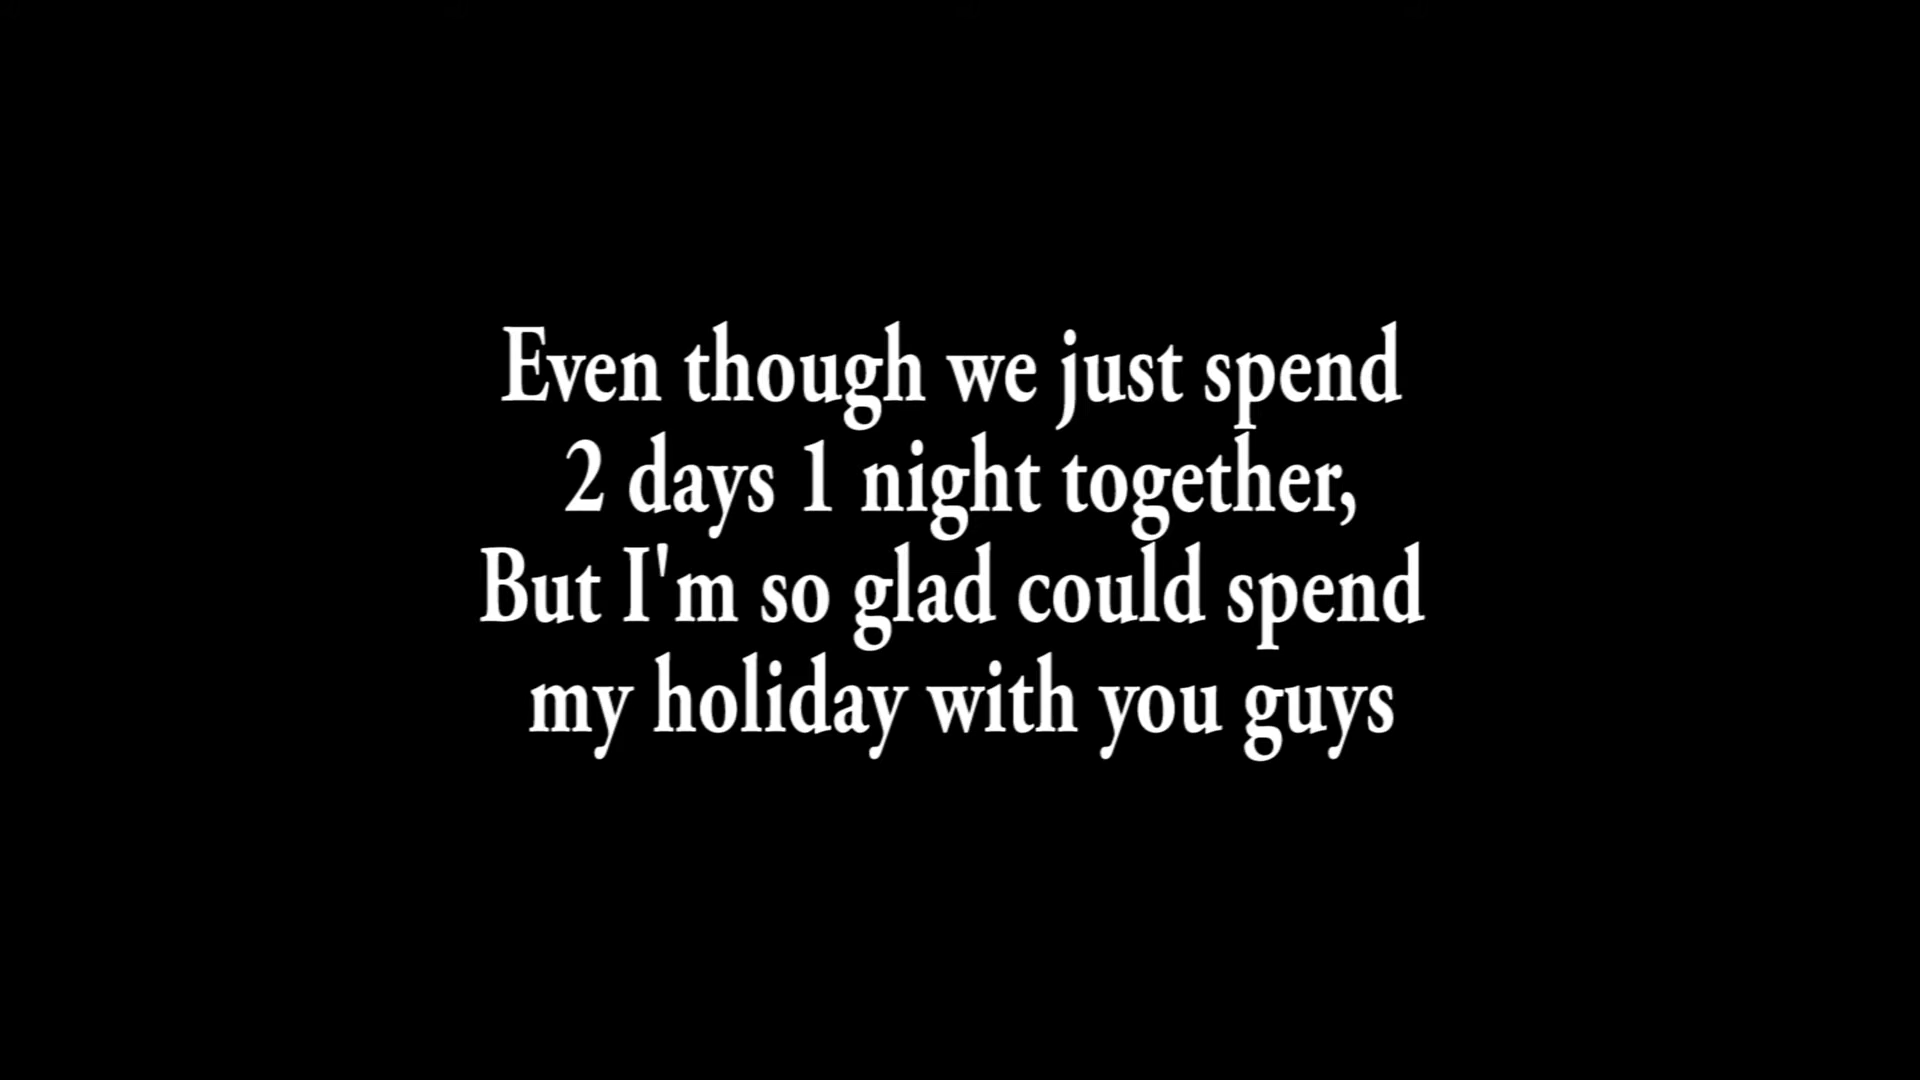 Even though we just spend
2 days 1 night together,
But I'm so glad could spend
my holiday with you guys